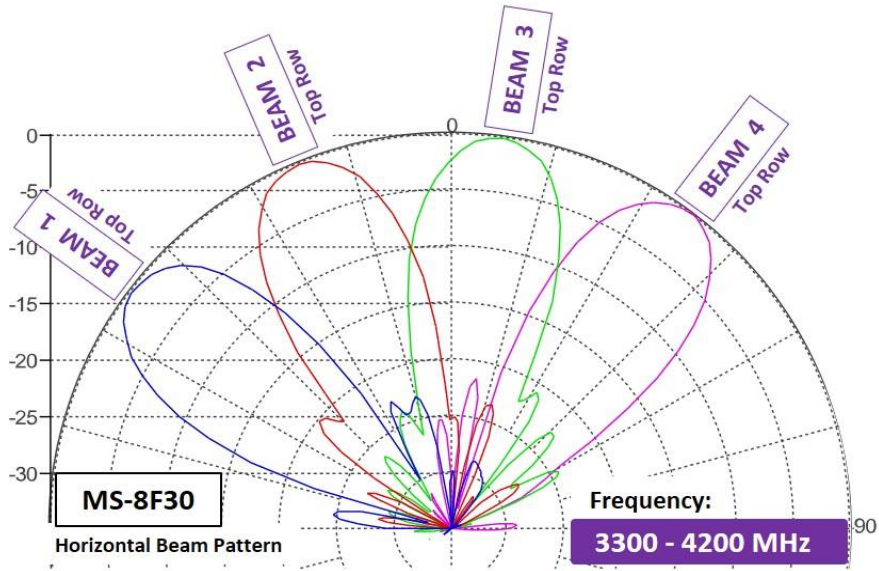 BEAM 1
Top Row
BEAM 2
Top Row
BEAM 3
Top Row
BEAM 4
Top Row
0
0
-5
-10
-15
-20
-25
-30
90
MS-8F30
Horizontal Beam Pattern
Frequency:
3300 - 4200 MHz